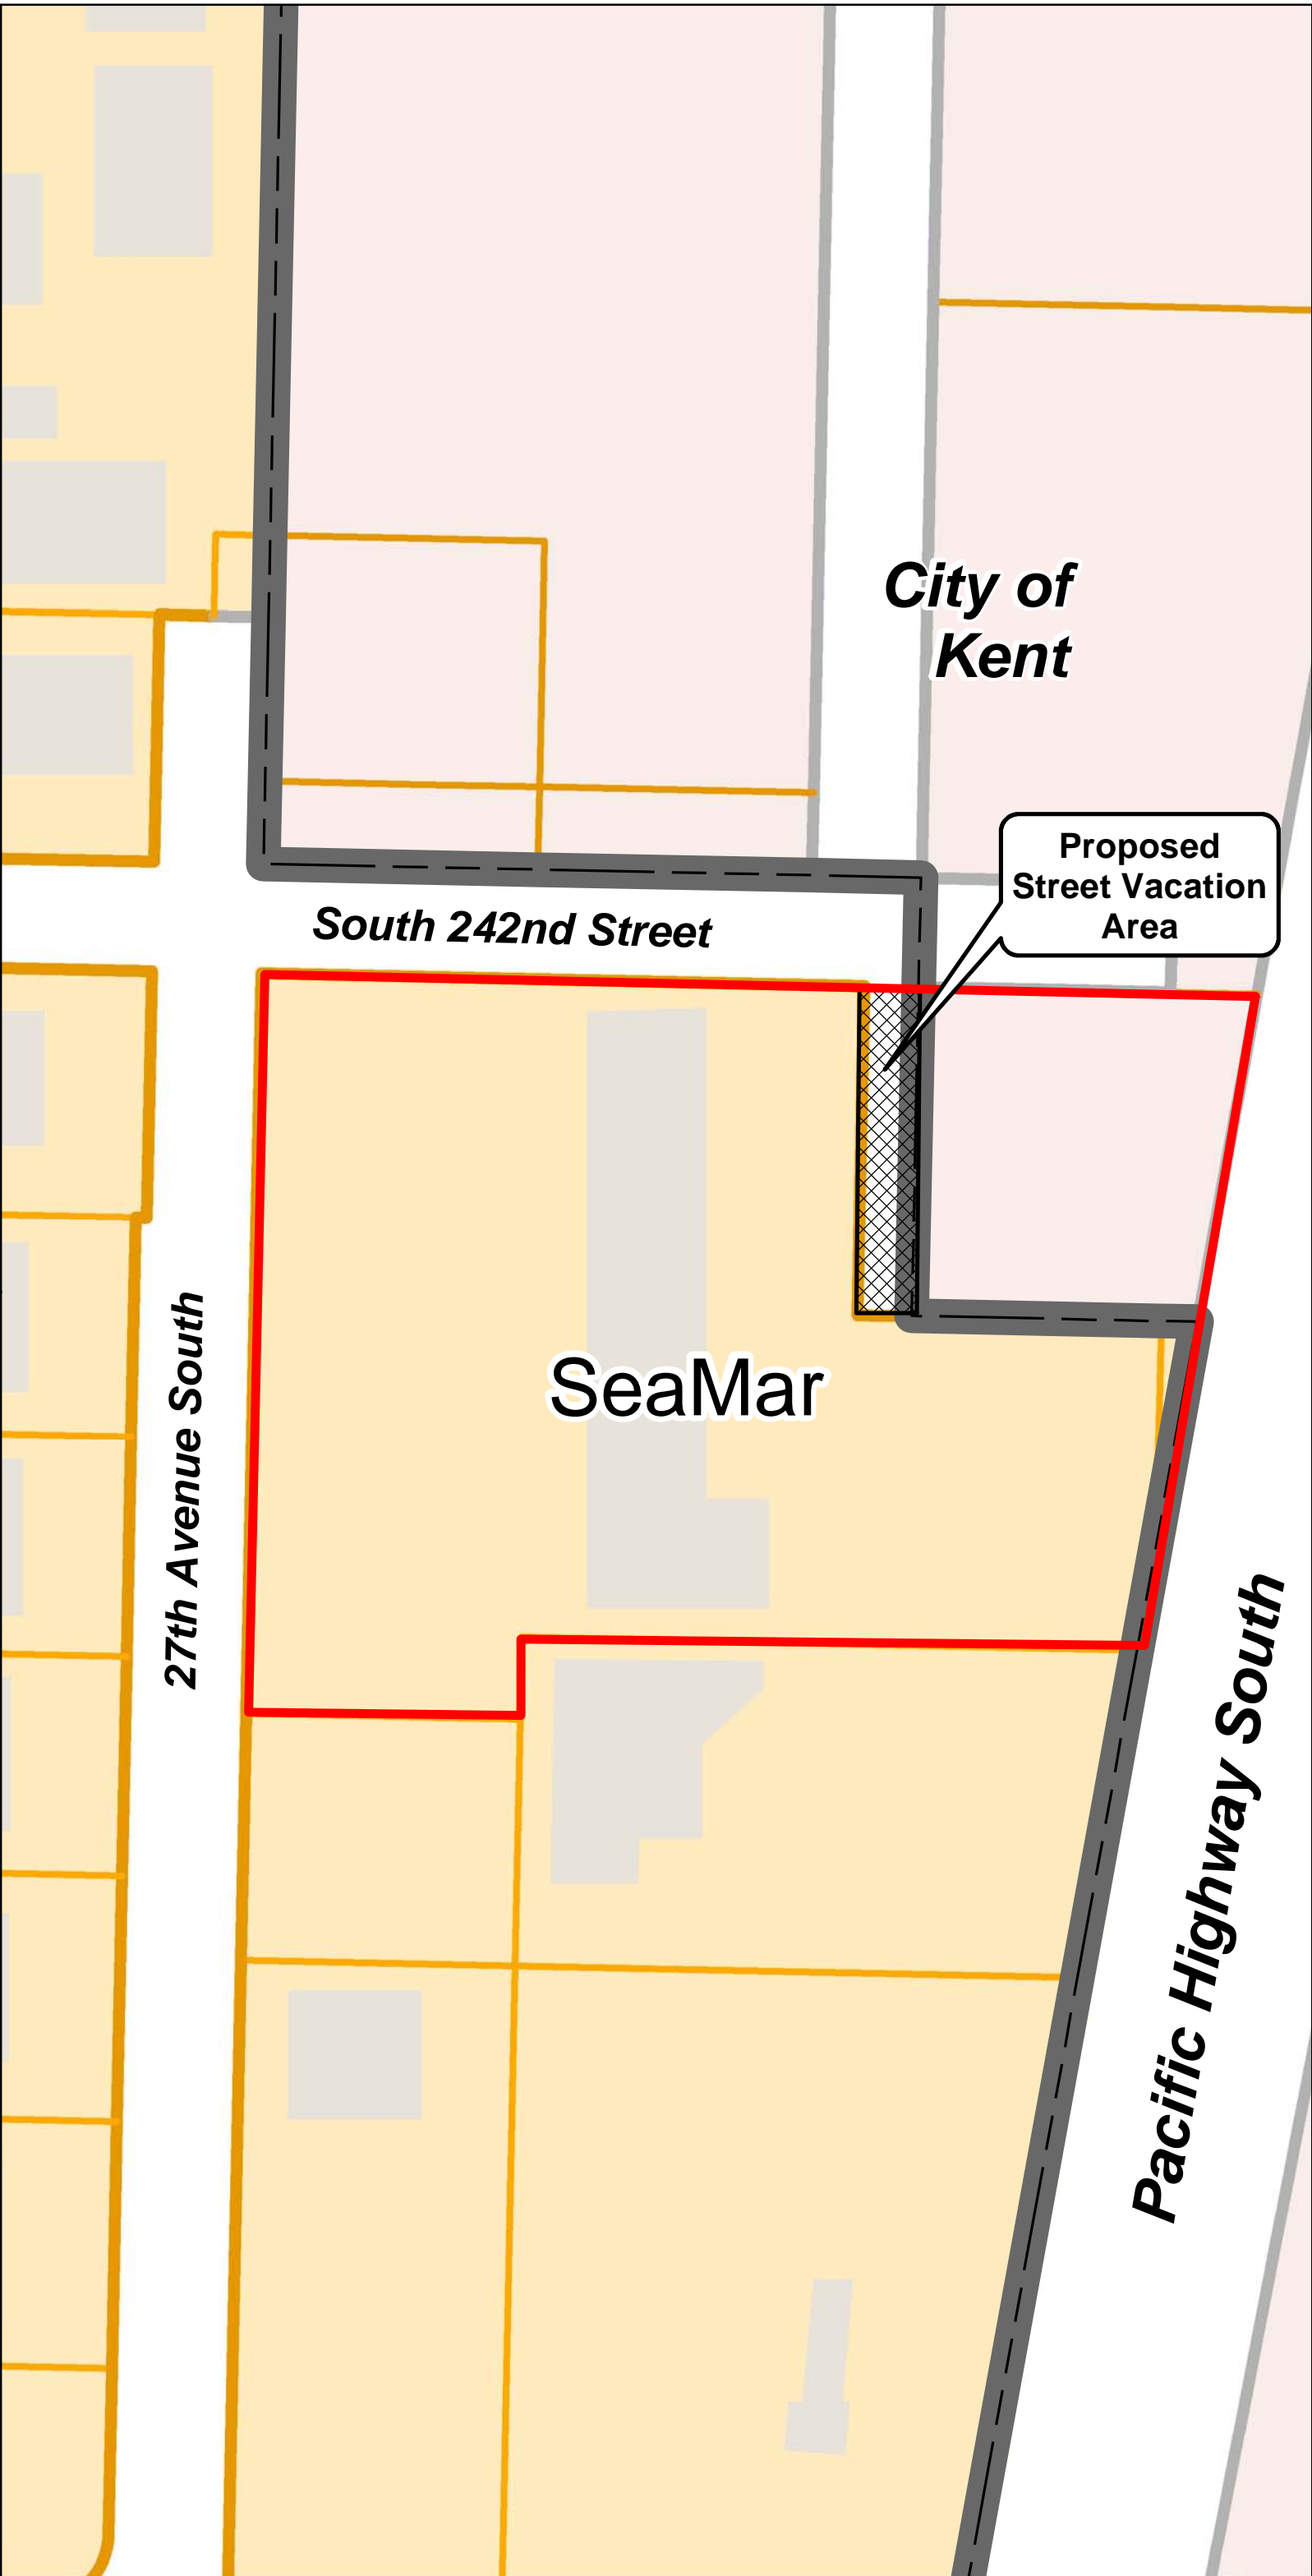 City of
Kent
Proposed
Street Vacation
Area
South 242nd Street
SeaMar
27th Avenue South
Pacific Highway South